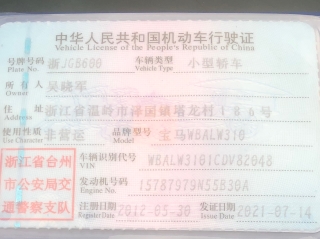 中华人民共和国机动车行驶证
Vehicle License of the People's Republic of China
号牌号码 浙JG8680 车辆类型 小型轿车
Plate No. Vehicle Type
所有人 吴晓军
Owner
住址 浙江省温岭市泽国镇塔龙村186号
Address
使用性质 非营运 品牌型号 宝马WBALW310
Use Character Model
浙江省台州
市公安局交
通警察支队
车辆识别代号 WBALW3101CDV82048
VIN
发动机号码 15787979N55B30A
Engine No.
注册日期 2012-05-30 发证日期 2021-07-14
Register Date Issue Date